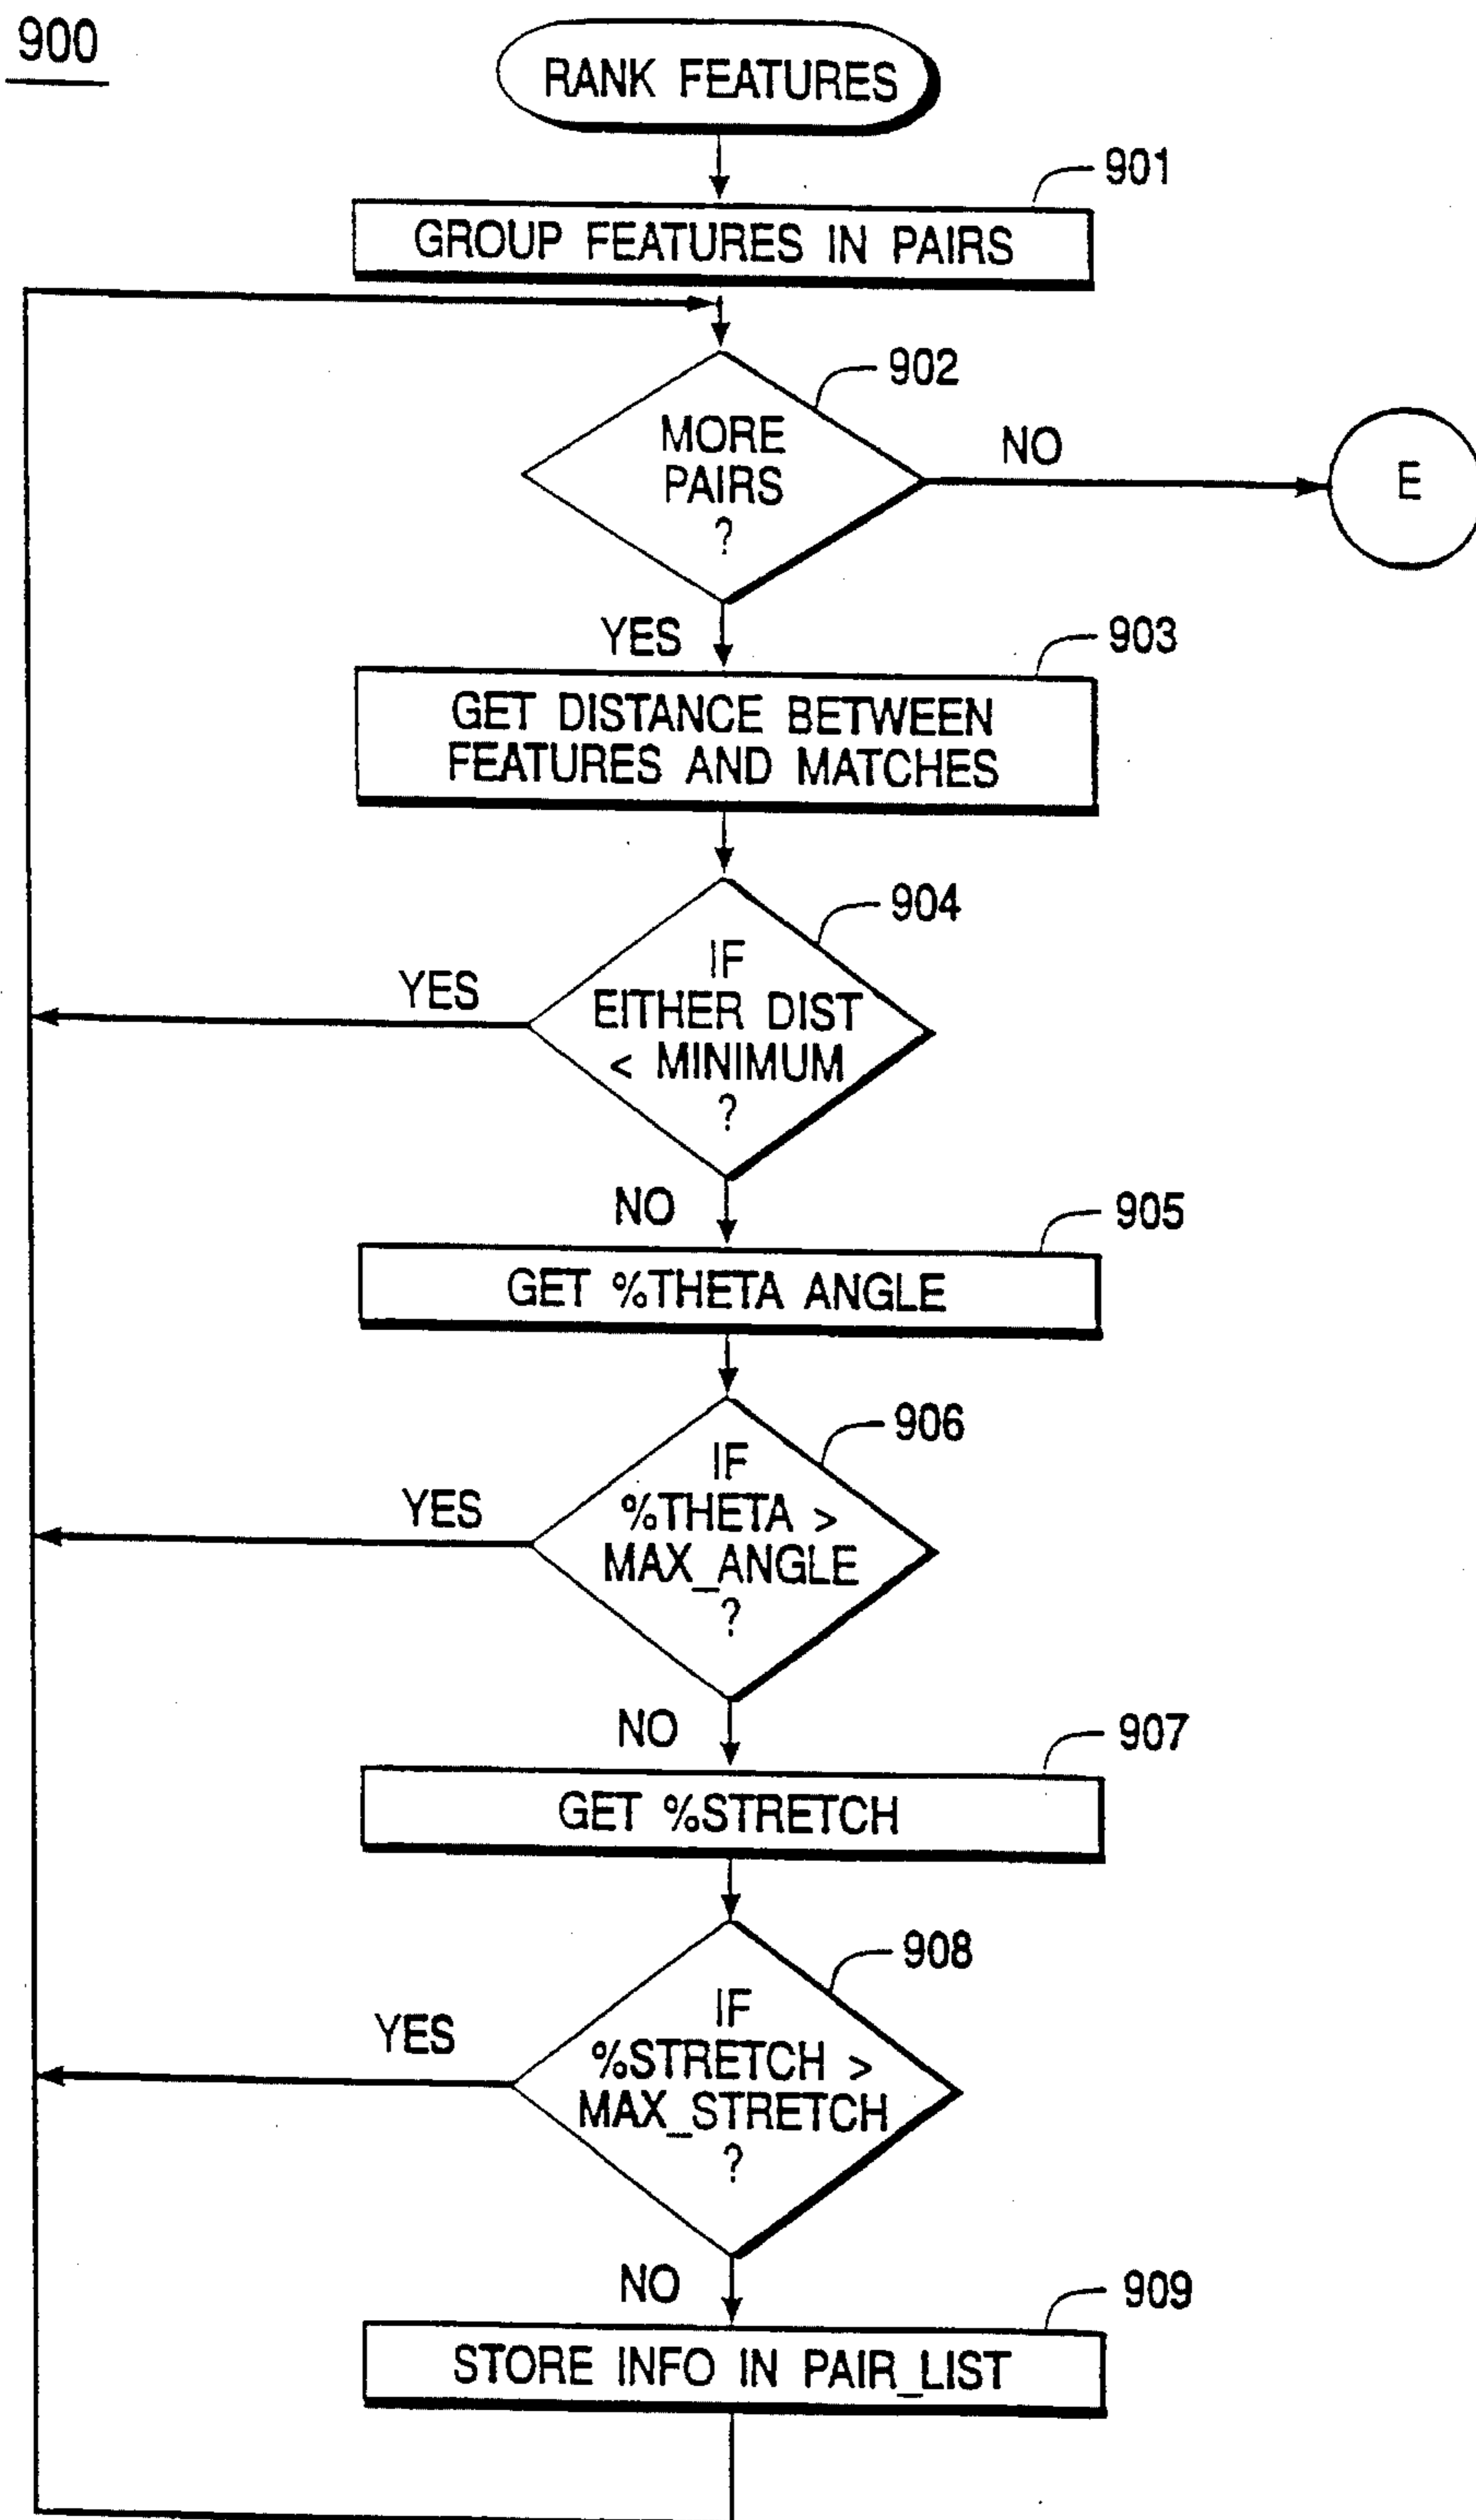 900
RANK FEATURES
901
GROUP FEATURES IN PAIRS
902
MORE
PAIRS
?
NO
E
YES
903
GET DISTANCE BETWEEN
FEATURES AND MATCHES
904
IF
EITHER DIST
< MINIMUM
?
YES
NO
905
GET %THETA ANGLE
906
IF
%THETA >
MAX_ANGLE
?
YES
NO
907
GET %STRETCH
908
IF
%STRETCH >
MAX_STRETCH
?
YES
NO
909
STORE INFO IN PAIR_LIST